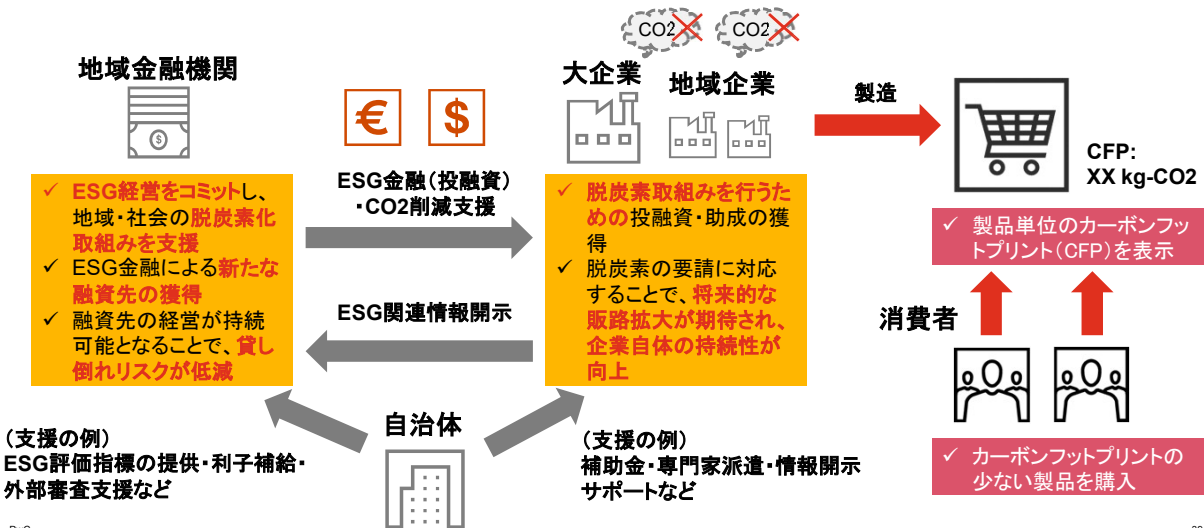 CO2
CO2
地域金融機関
大企業
地域企業
製造
€
$
$
CFP:
XX kg-CO2
✓ ESG経営をコミットし、
地域・社会の脱炭素化
取組みを支援
✓ ESG金融による新たな
融資先の獲得
✓ 融資先の経営が持続
可能となることで、貸し
倒れリスクが低減
ESG金融(投融資)
・CO2削減支援
ESG関連情報開示
✓ 脱炭素取組みを行うた
めの投融資・助成の獲
得
✓ 脱炭素の要請に対応
することで、将来的な
販路拡大が期待され、
企業自体の持続性が
向上
✓ 製品単位のカーボンフッ
トプリント(CFP)を表示
消費者
✓ カーボンフットプリントの
少ない製品を購入
自治体
(支援の例)
ESG評価指標の提供・利子補給・
外部審査支援など
(支援の例)
補助金・専門家派遣・情報開示
サポートなど